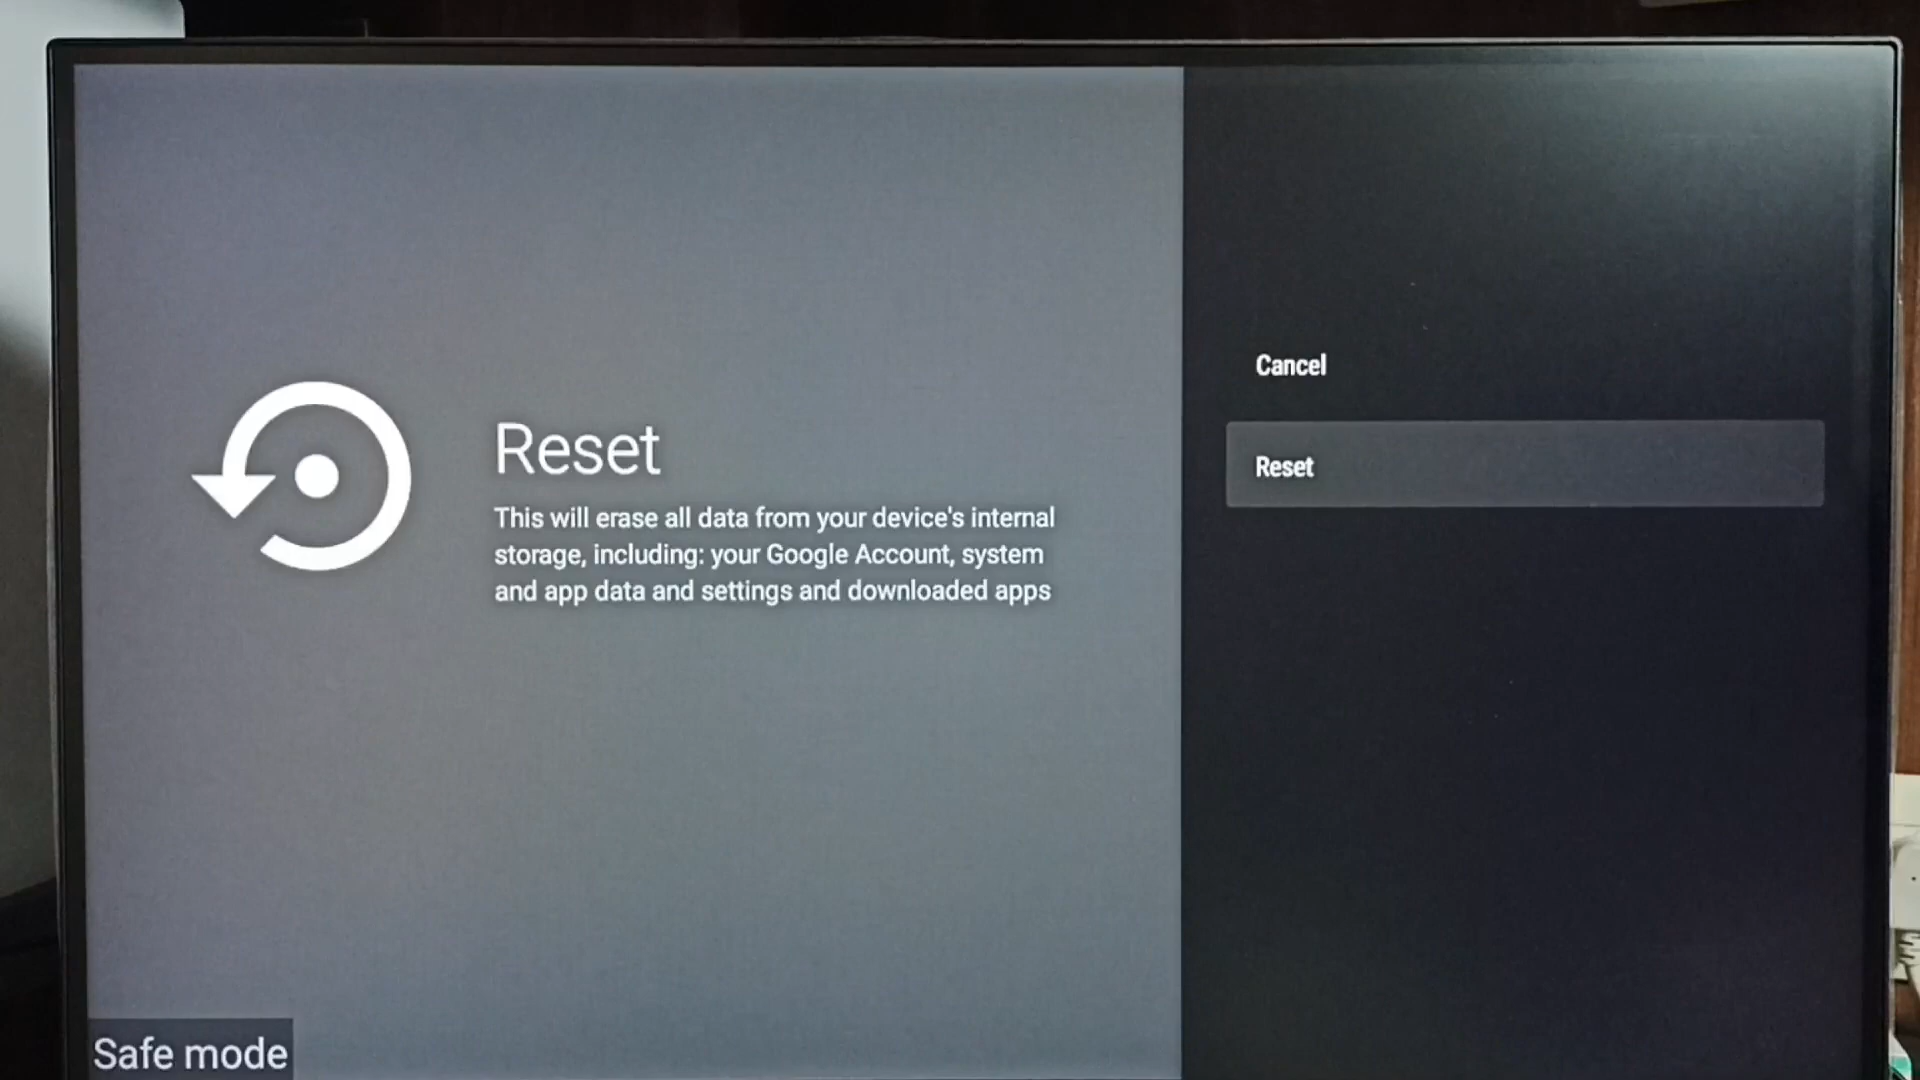 Reset
This will erase all data from your device's internal
storage, including: your Google Account, system
and app data and settings and downloaded apps
Cancel
Reset
Safe mode